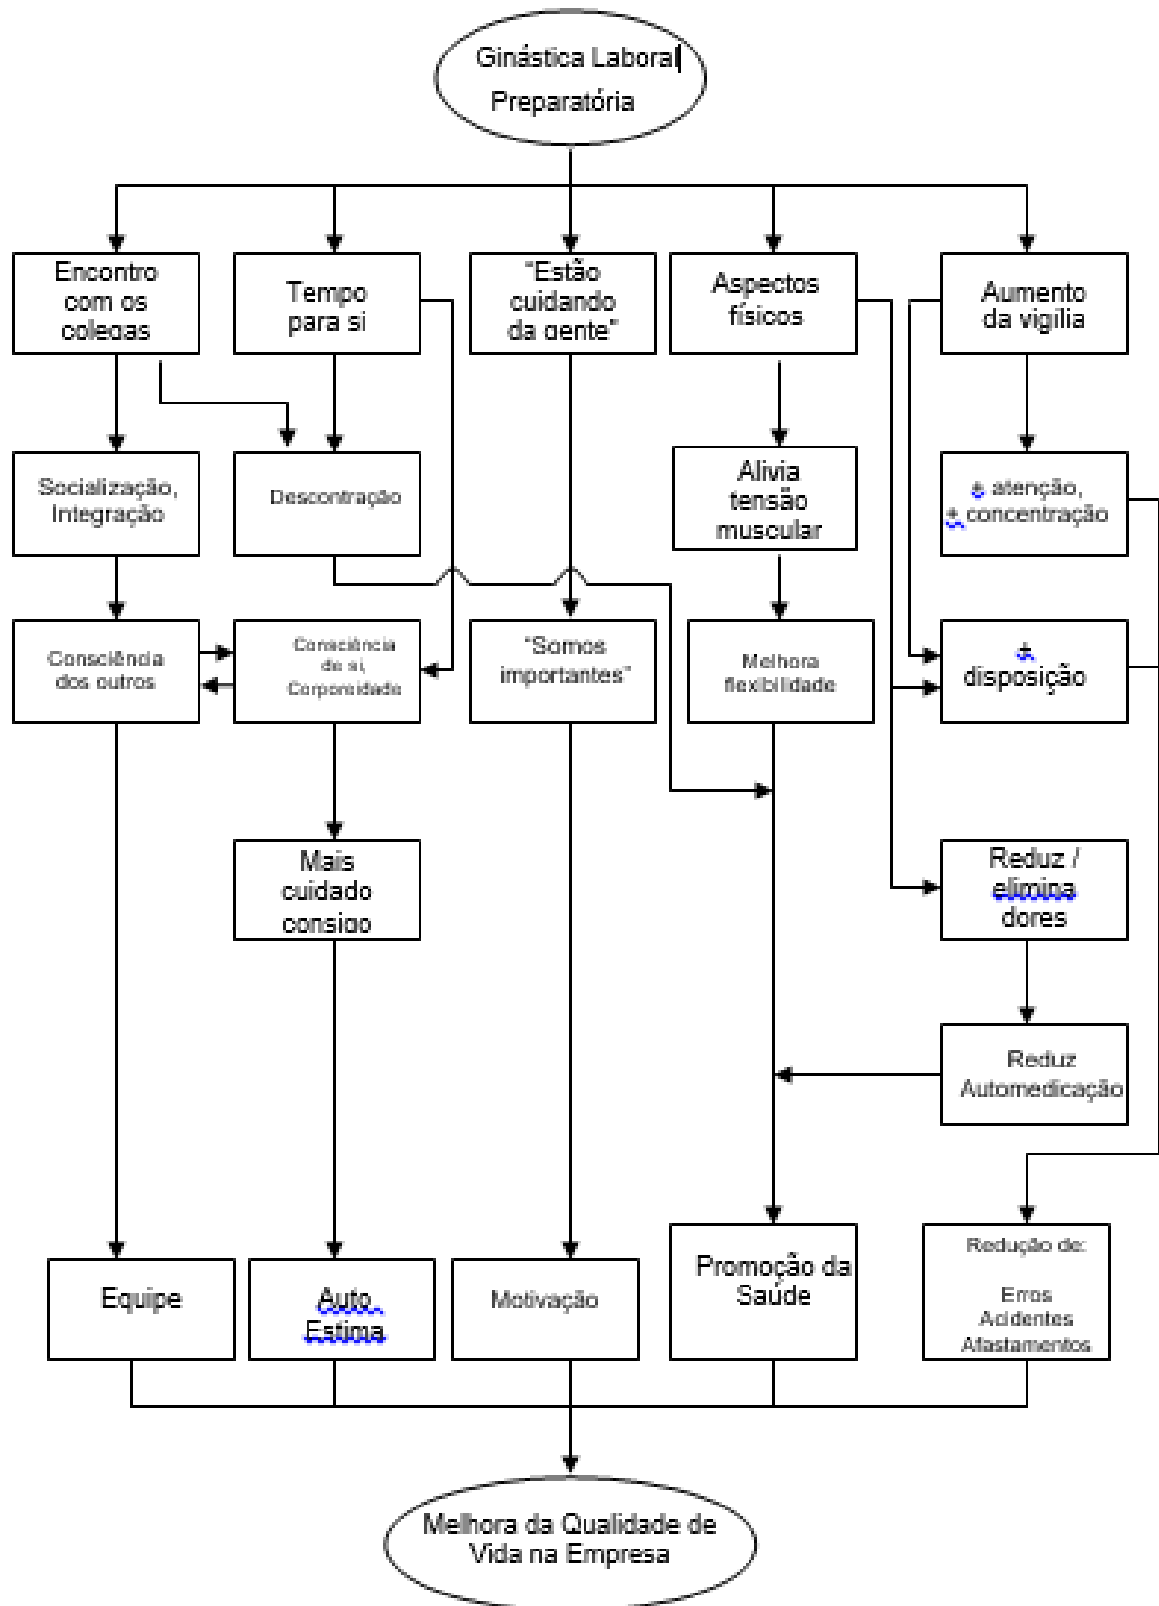 Ginástica Laboral
Preparatória
Encontro
com os
colegas
Tempo
para si
"Estão
cuidando
da gente"
Aspectos
físicos
Aumento
da vigília
Socialização,
Integração
Descontração
Alivia
tensão
muscular
+ atenção,
+ concentração
Consciência
dos outros
Consciência
de si,
Corporeidade
"Somos
importantes"
Melhora
flexibilidade
+
disposição
Mais
cuidado
consigo
Reduz /
elimina
dores
Reduz
Automedicação
Equipe
Auto
Estima
Motivação
Promoção da
Saúde
Redução de:
Erros
Acidentes
Afastamentos
Melhora da Qualidade de
Vida na Empresa